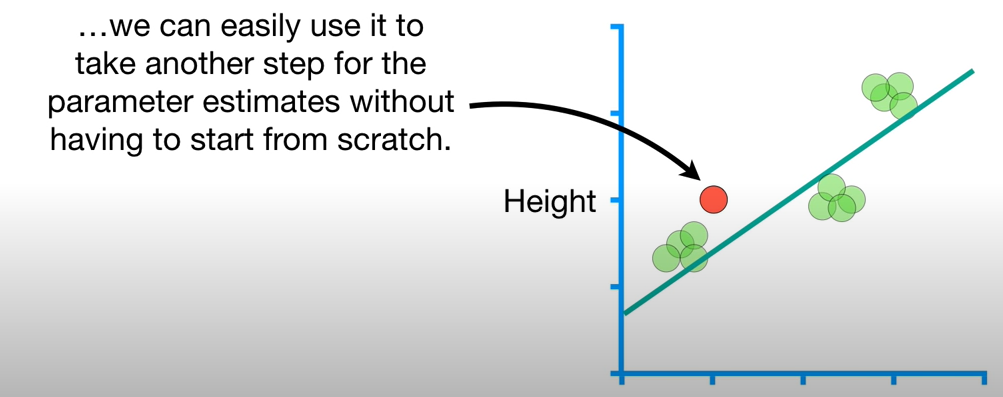 …we can easily use it to
take another step for the
parameter estimates without
having to start from scratch.
Height